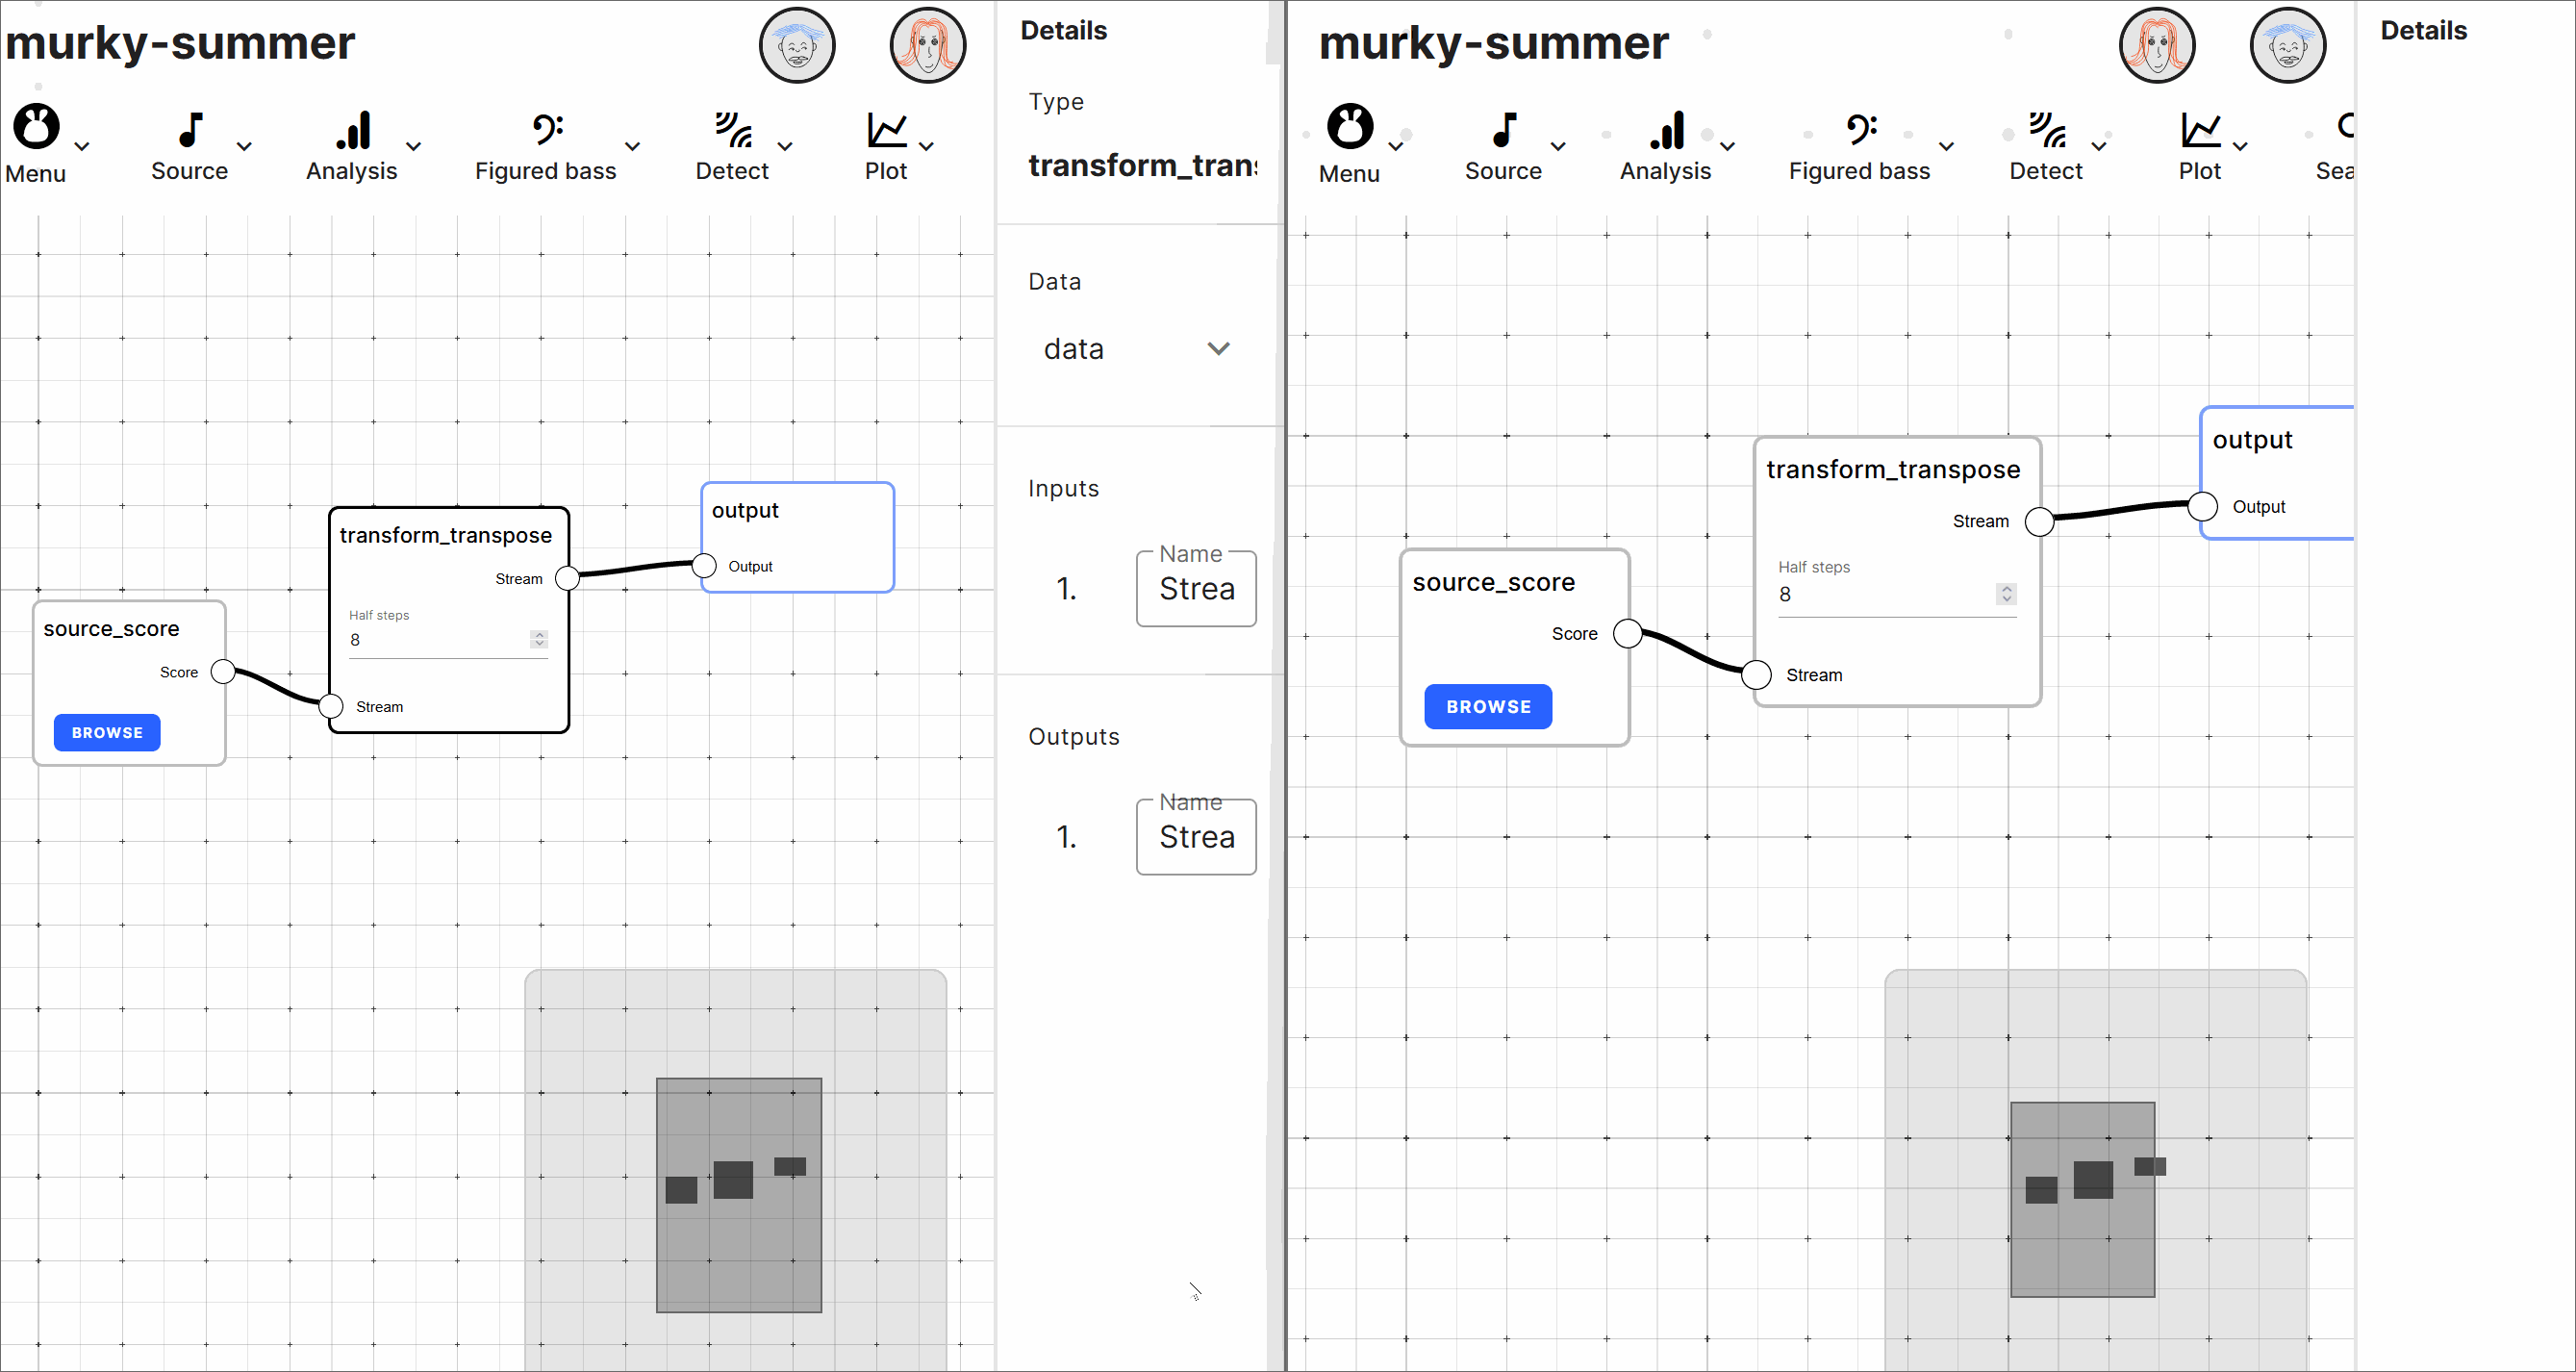 murky-summer
Menu
Source
Analysis
Figured bass
Detect
Plot
transform_transpose
Stream
Half steps
8
Stream
output
Output
source_score
Score
BROWSE
Details
Type
transform_trans
Data
data
Inputs
1.
Name
Strea
Outputs
1.
Name
Strea
murky-summer
Menu
Source
Analysis
Figured bass
Detect
Plot
Sea
output
Output
transform_transpose
Stream
Half steps
8
Stream
source_score
Score
BROWSE
Details